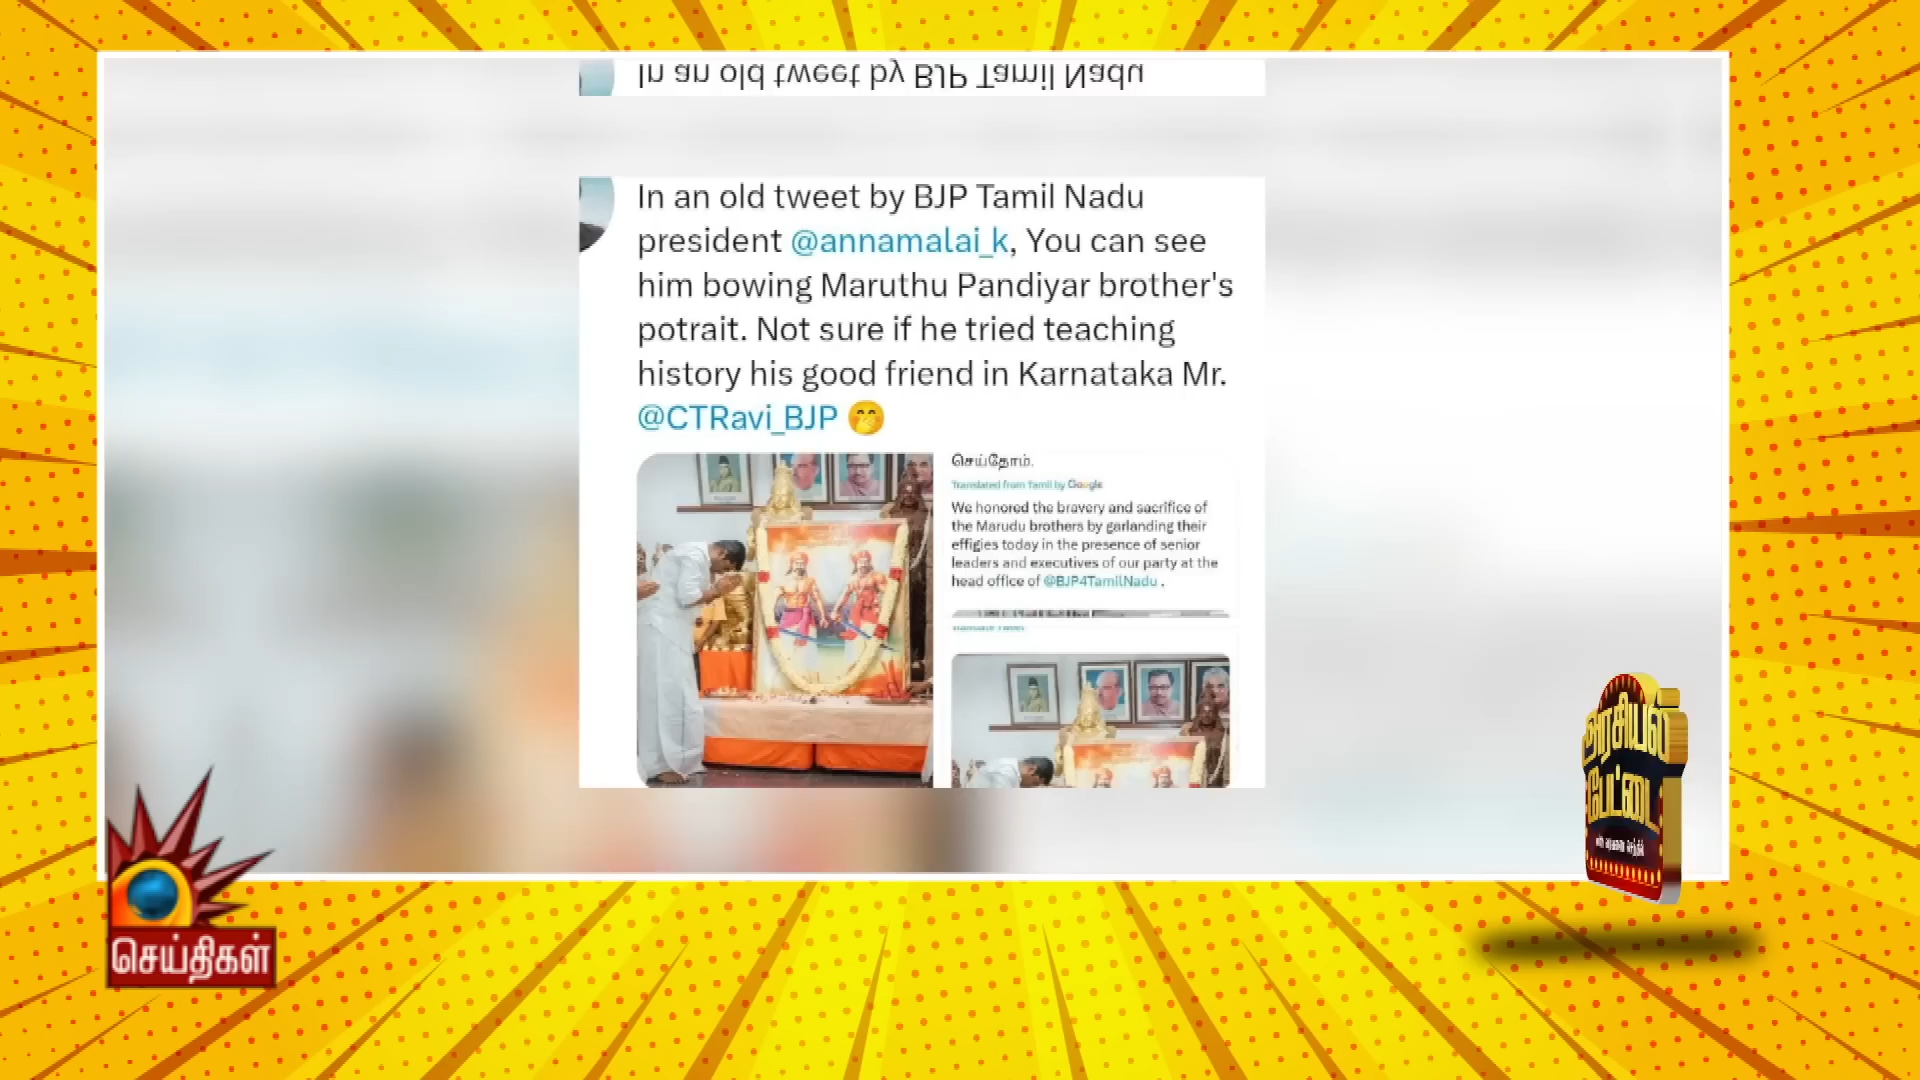 In an old tweet by BJP Tamil Nadu
In an old tweet by BJP Tamil Nadu
president @annamalai_k, You can see
him bowing Maruthu Pandiyar brother's
potrait. Not sure if he tried teaching
history his good friend in Karnataka Mr.
@CTRavi_BJP 🤭
செய்தோம்.
Translated from Tamil by Google
We honored the bravery and sacrifice of
the Marudu brothers by garlanding their
effigies today in the presence of senior
leaders and executives of our party at the
head office of @BJP4TamilNadu .
Translate Tweet
அரசியல்
பேட்டை
செய்திகள்